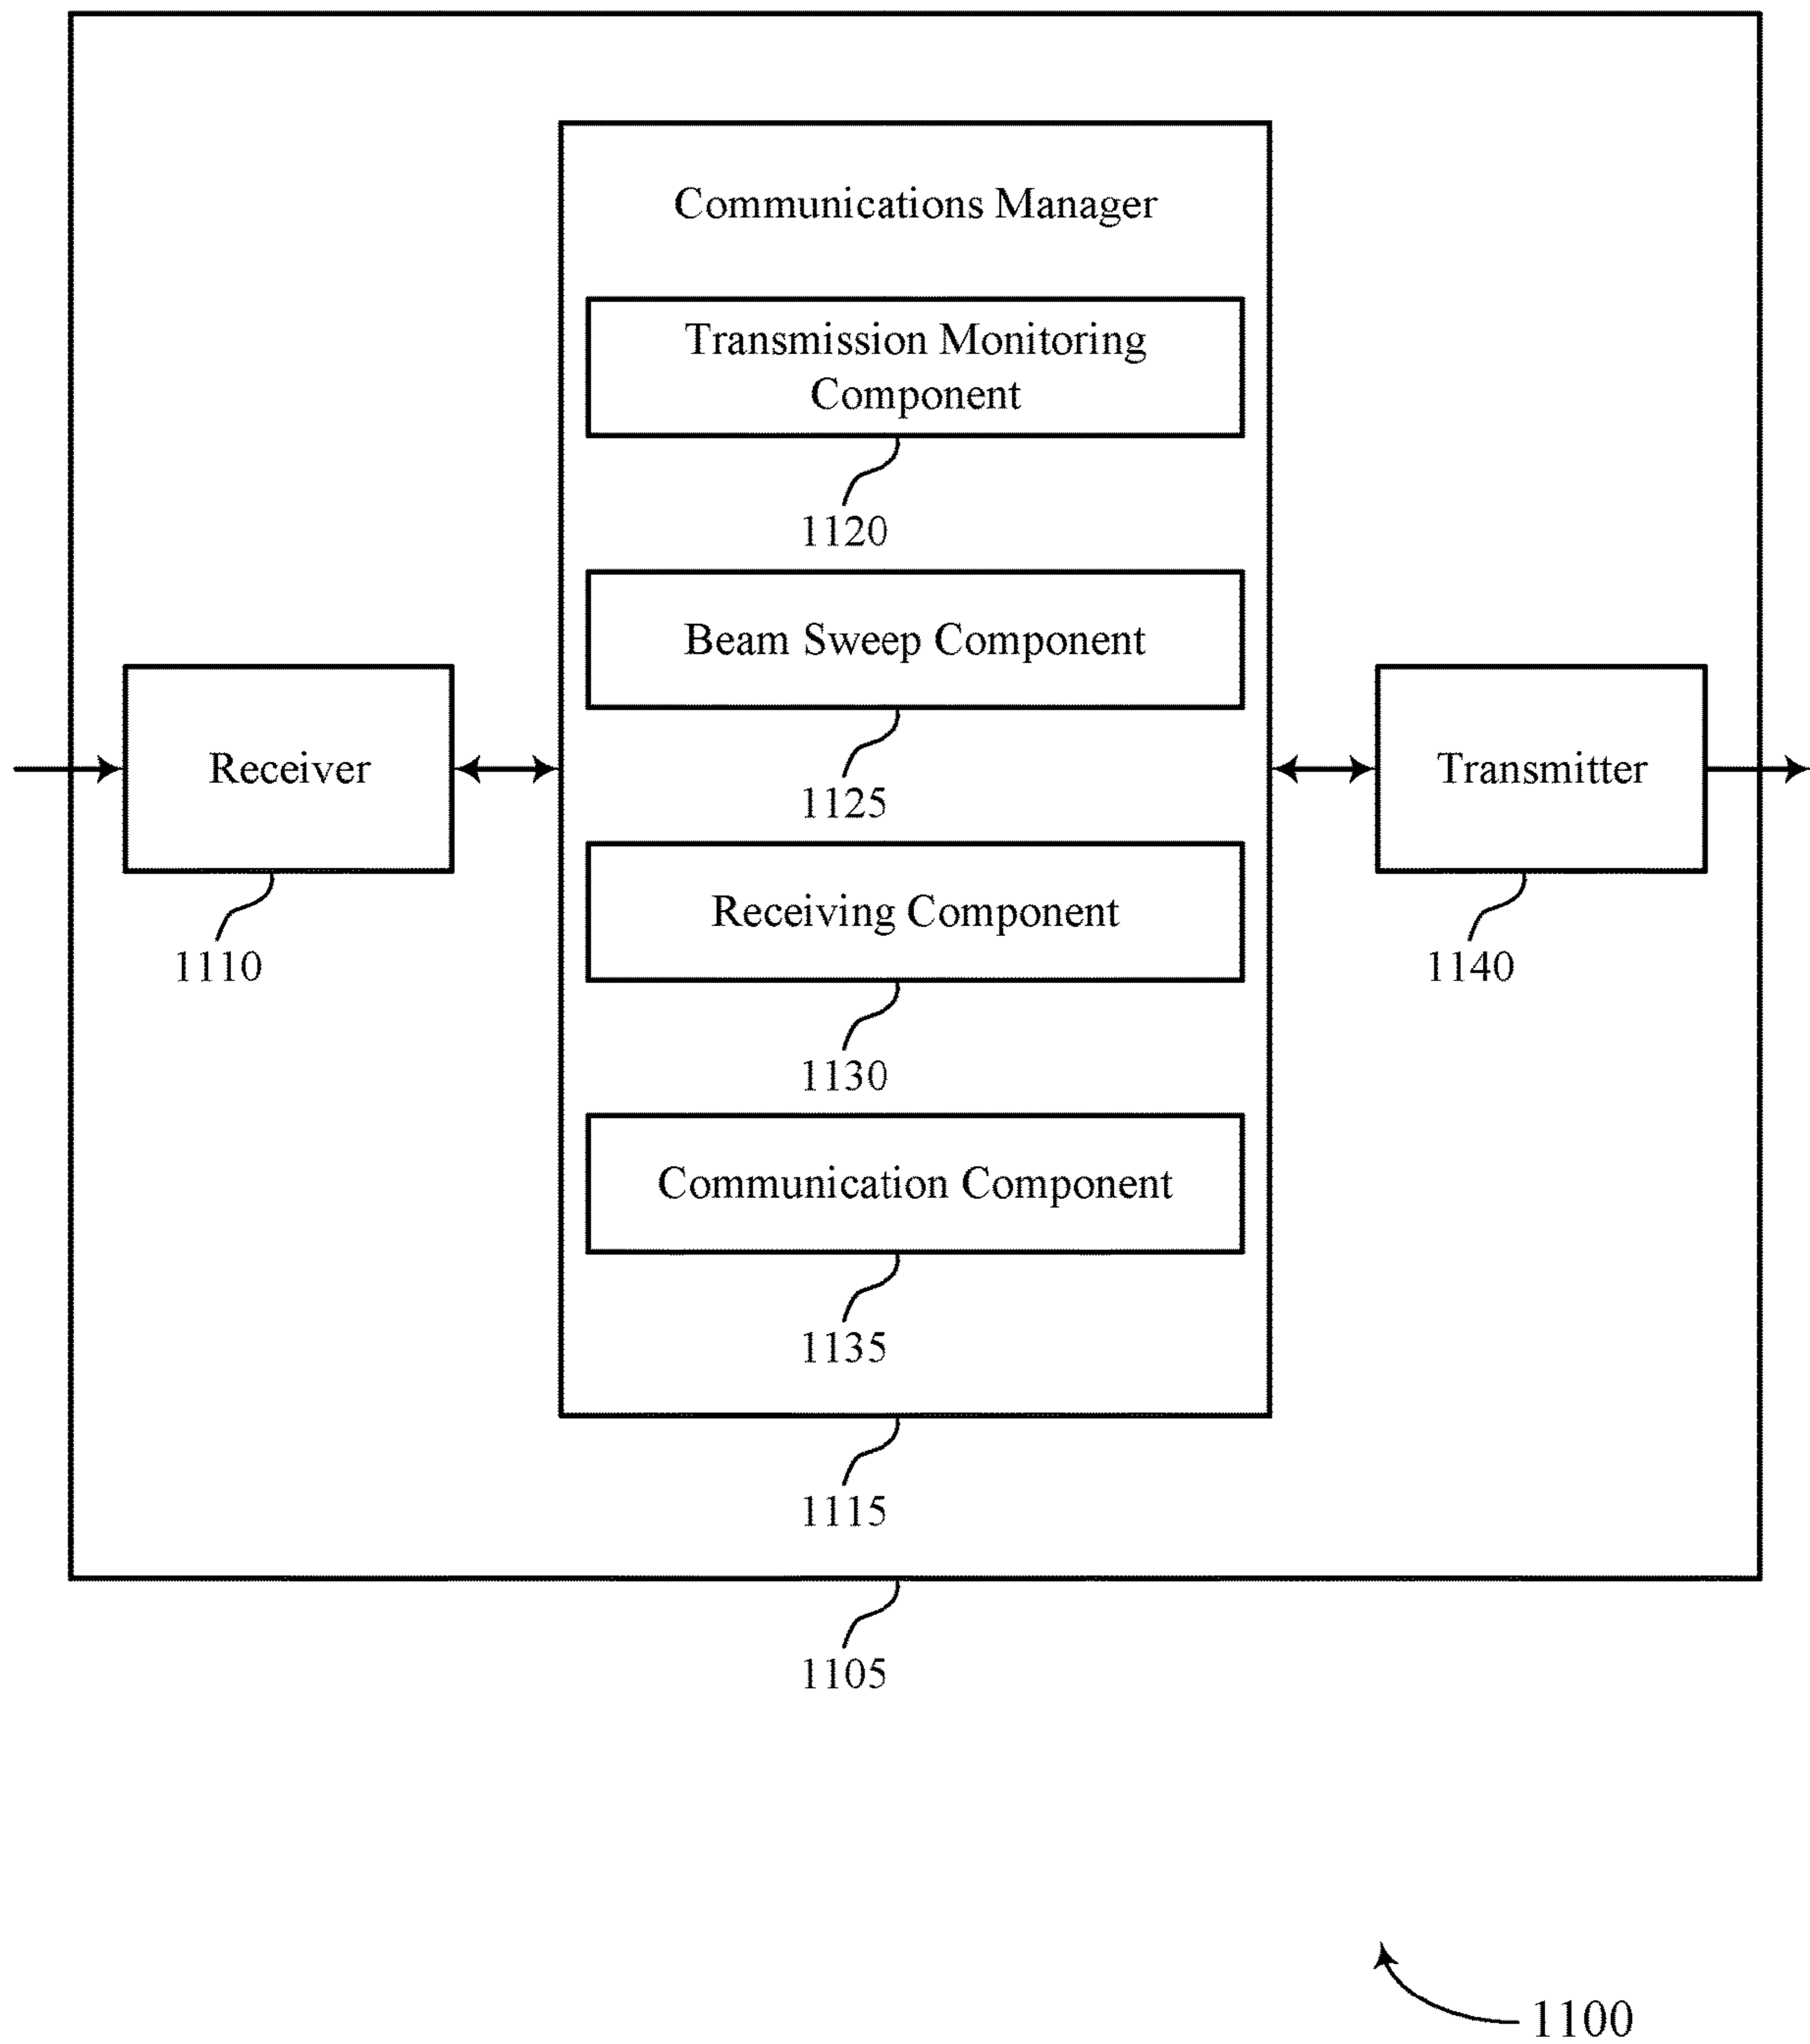 Communications Manager
Transmission Monitoring
Component
1120
Beam Sweep Component
1125
Receiver
1110
Transmitter
1140
Receiving Component
1130
Communication Component
1135
1115
1105
1100